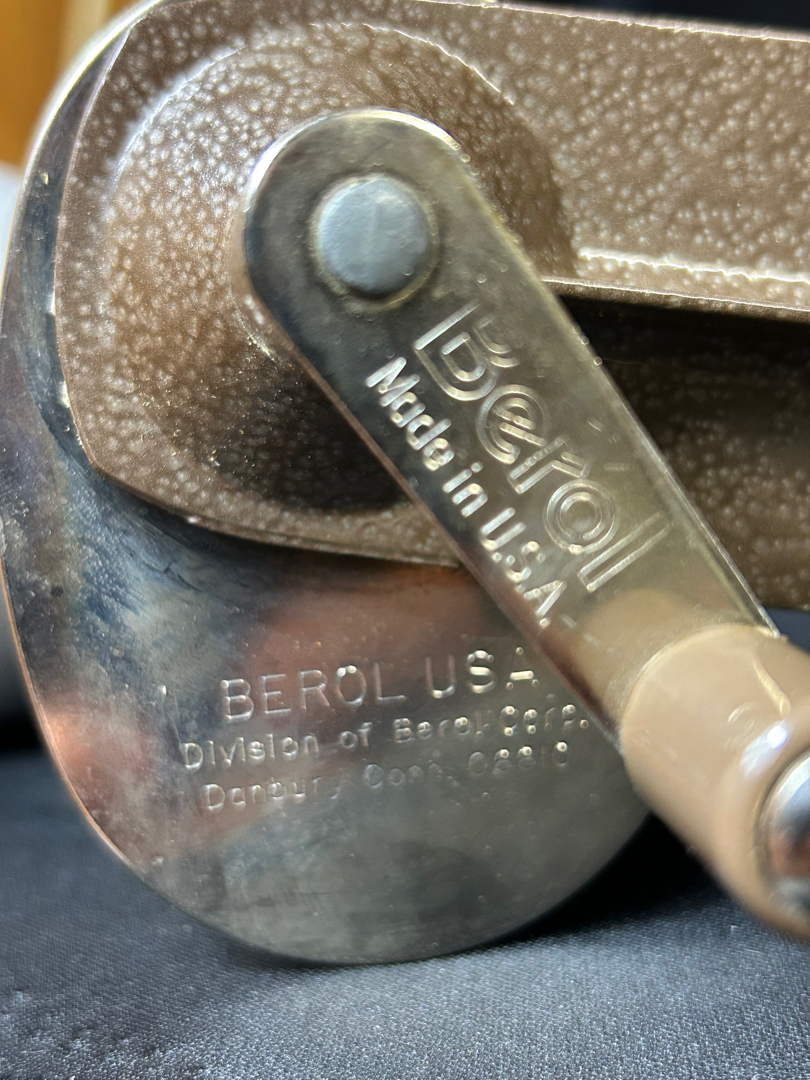 Berol
Made in U.S.A.
BEROL USA
Division of Berol Corp.
Danbury Conn. 06810